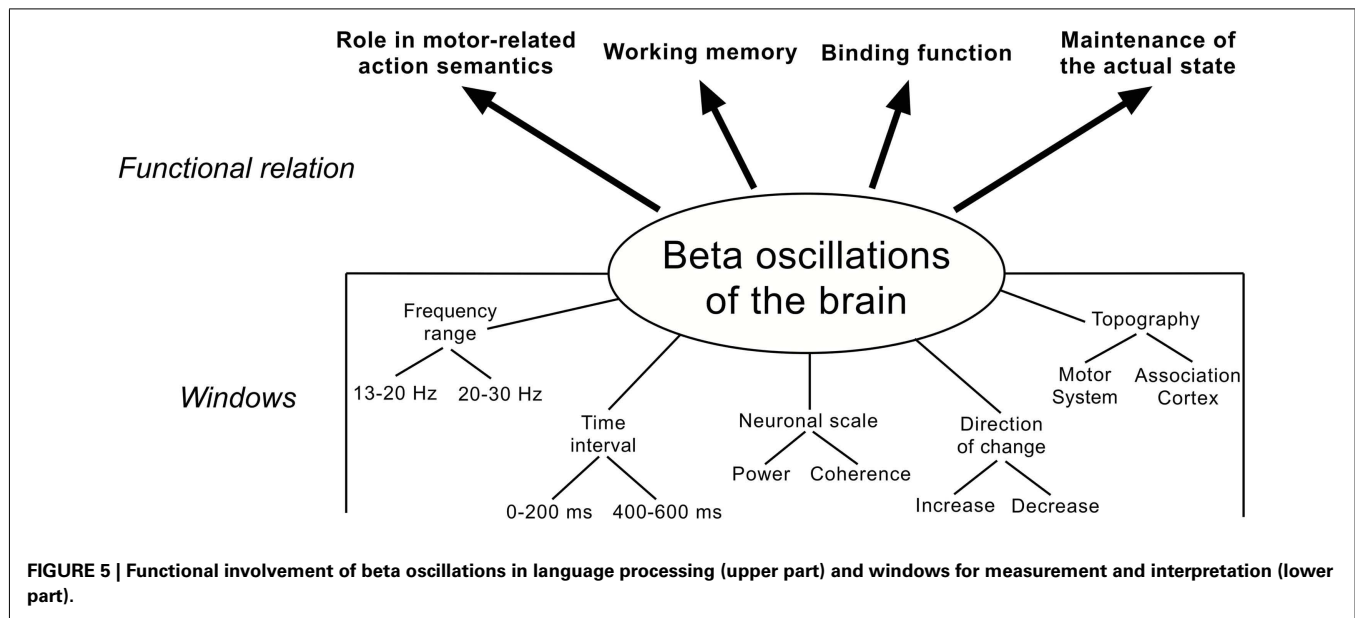 Role in motor-related
action semantics
Working memory
Binding function
Maintenance of
the actual state
Functional relation
Beta oscillations
of the brain
Windows
Frequency
range
13-20 Hz
20-30 Hz
Time
interval
0-200 ms
400-600 ms
Neuronal scale
Power
Coherence
Direction
of change
Increase
Decrease
Topography
Motor
System
Association
Cortex
FIGURE 5 | Functional involvement of beta oscillations in language processing (upper part) and windows for measurement and interpretation (lower
part).